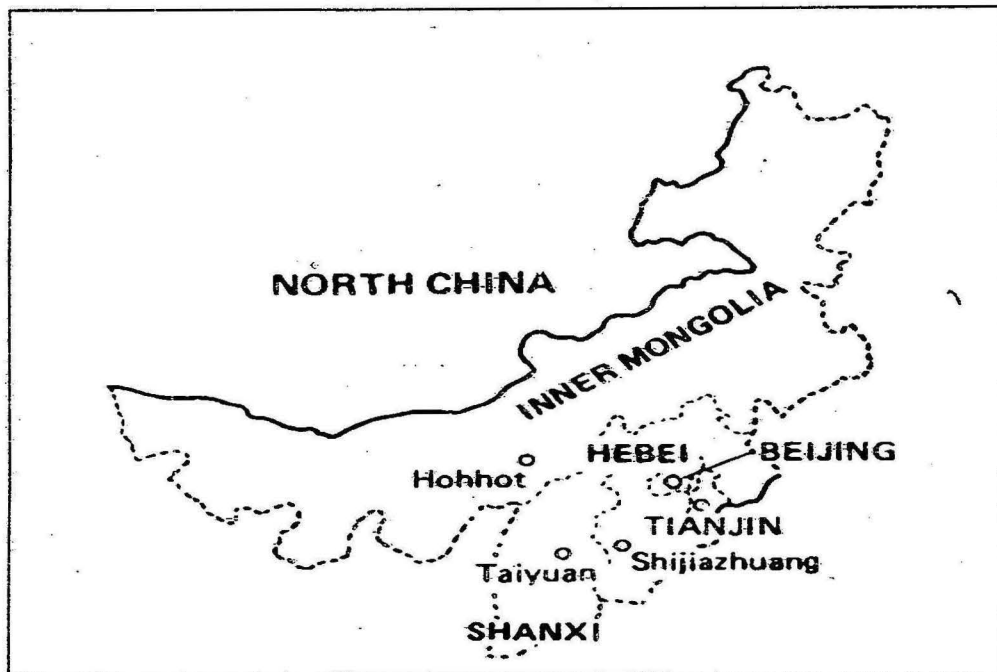 NORTH CHINA
INNER MONGOLIA
HEBEI
BEIJING
Hohhot
TIANJIN
Taiyuan
Shijiazhuang
SHANXI